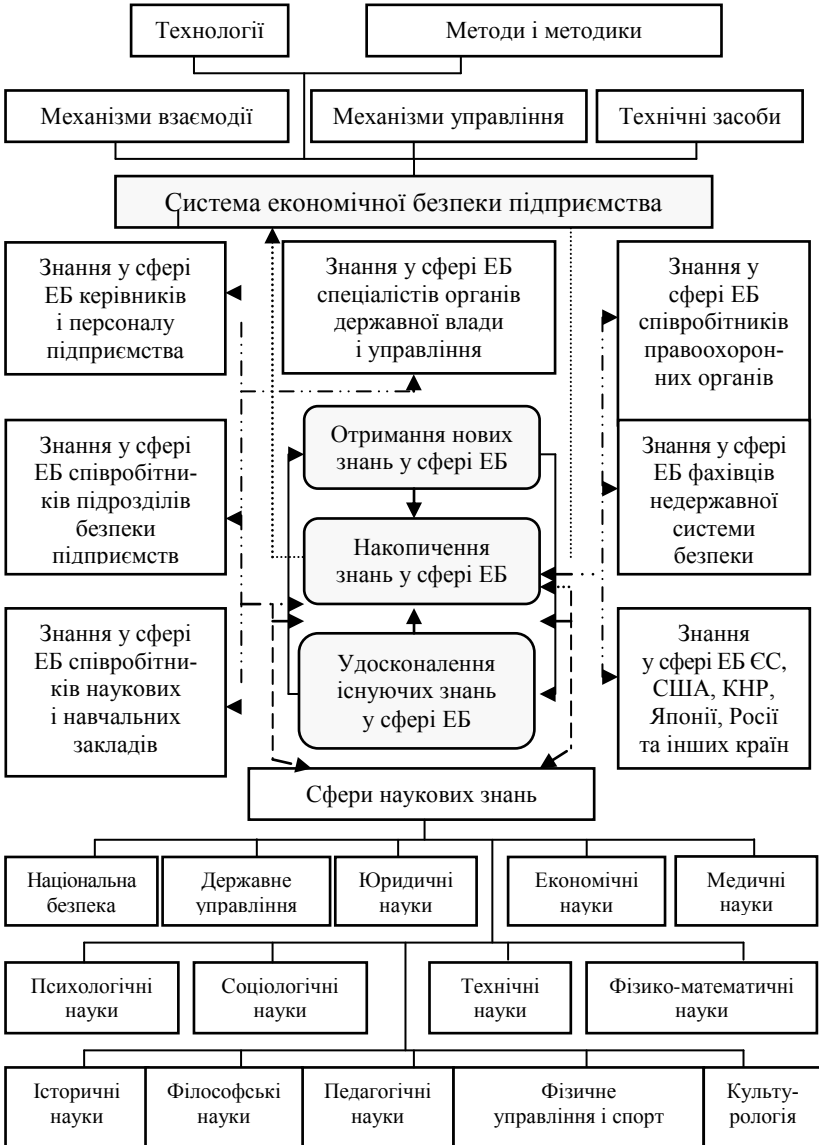 Технології
Методи і методики
Механізми взаємодії
Механізми управління
Технічні засоби
Система економічної безпеки підприємства
Знання у сфері
ЕБ керівників
і персоналу
підприємства
Знання у сфері ЕБ
спеціалістів органів
державної влади
і управління
Знання у
сфері ЕБ
співробітників
правоохорон-
них органів
Отримання нових
знань у сфері ЕБ
Знання у сфері
ЕБ співробітни-
ків підрозділів
безпеки
підприємств
Накопичення
знань у сфері ЕБ
Знання у сфері
ЕБ фахівців
недержавної
системи
безпеки
Знання у сфері
ЕБ співробітни-
ків наукових
і навчальних
закладів
Удосконалення
існуючих знань
у сфері ЕБ
Знання
у сфері ЕБ ЄС,
США, КНР,
Японії, Росії
та інших країн
Сфери наукових знань
Національна
безпека
Державне
управління
Юридичні
науки
Економічні
науки
Медичні
науки
Психологічні
науки
Соціологічні
науки
Технічні
науки
Фізико-математичні
науки
Історичні
науки
Філософські
науки
Педагогічні
науки
Фізичне
управління і спорт
Культу-
рологія